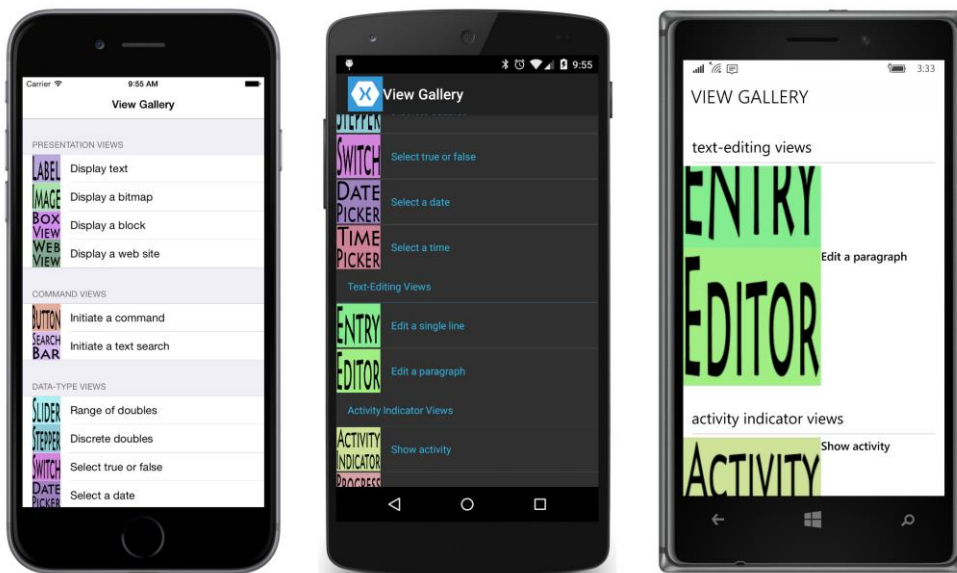 Carrier
9:55 AM
View Gallery
PRESENTATION VIEWS
LABEL
Display text
IMAGE
Display a bitmap
BOX
VIEW
Display a block
WEB
VIEW
Display a web site
COMMAND VIEWS
BUTTON
Initiate a command
SEARCH
BAR
Initiate a text search
DATA-TYPE VIEWS
SLIDER
Range of doubles
STEPPER
Discrete doubles
SWITCH
Select true or false
DATE
PICKER
Select a date
9:55
View Gallery
STEPPER
SWITCH
Select true or false
DATE
PICKER
Select a date
TIME
PICKER
Select a time
Text-Editing Views
ENTRY
Edit a single line
EDITOR
Edit a paragraph
Activity Indicator Views
ACTIVITY
INDICATOR
Show activity
PROGRESS
3:33
VIEW GALLERY
text-editing views
ENTRY
EDITOR
Edit a paragraph
activity indicator views
ACTIVITY
Show activity